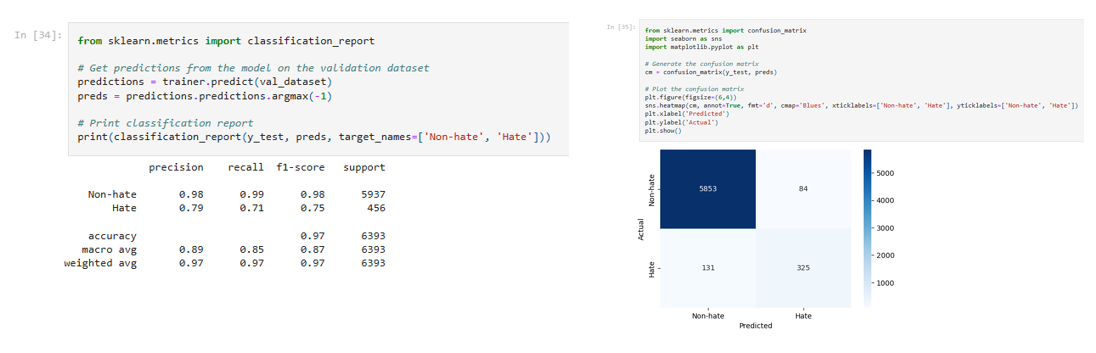 In [34]:
from sklearn.metrics import classification_report
# Get predictions from the model on the validation dataset
predictions = trainer.predict(val_dataset)
preds = predictions.predictions.argmax(-1)
# Print classification report
print(classification_report(y_test, preds, target_names=['Non-hate', 'Hate']))
precision recall f1-score support
Non-hate 0.98 0.99 0.98 5937
Hate 0.79 0.71 0.75 456
accuracy 0.97 6393
macro avg 0.89 0.85 0.87 6393
weighted avg 0.97 0.97 0.97 6393
In [35]:
from sklearn.metrics import confusion_matrix
import seaborn as sns
import matplotlib.pyplot as plt
# Generate the confusion matrix
cm = confusion_matrix(y_test, preds)
# Plot the confusion matrix
plt.figure(figsize=(6,4))
sns.heatmap(cm, annot=True, fmt='d', cmap='Blues', xticklabels=['Non-hate', 'Hate'], yticklabels=['Non-hate', 'Hate'])
plt.xlabel('Predicted')
plt.ylabel('Actual')
plt.show()
Actual
Non-hate
5853 84
Hate
131 325
Non-hate Hate
Predicted
5000
4000
3000
2000
1000